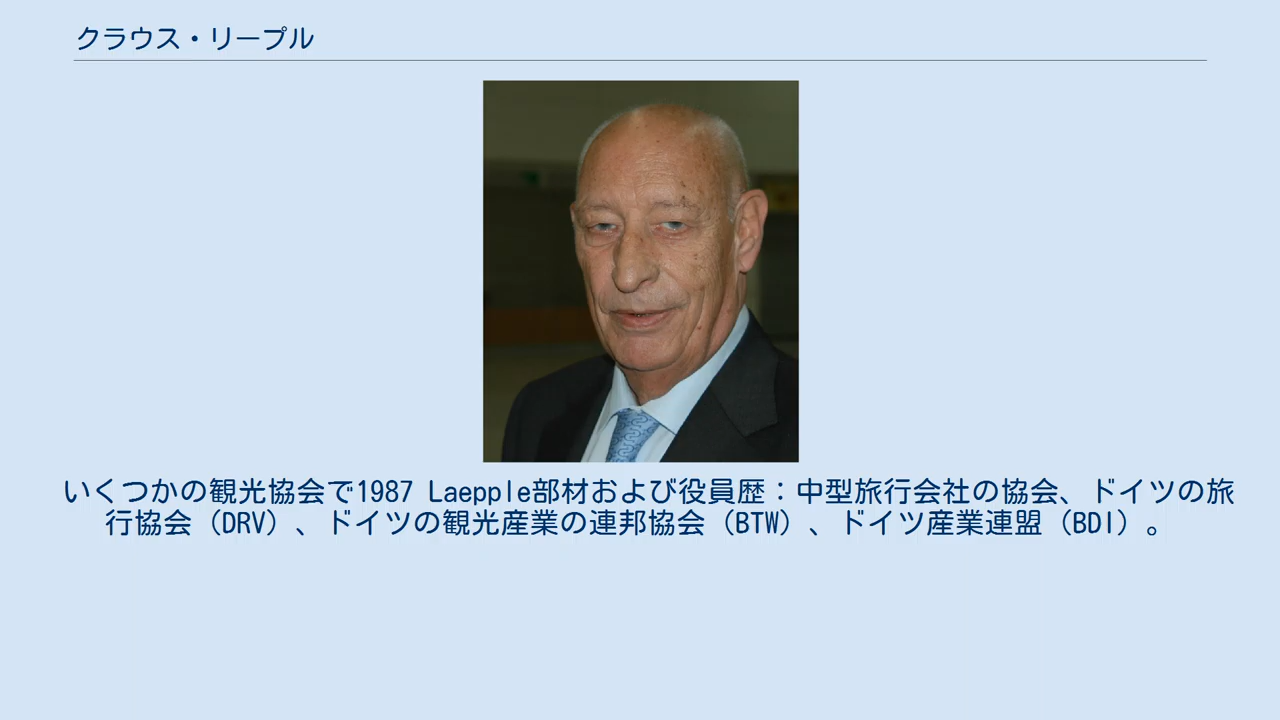 クラウス・リープル
いくつかの観光協会で1987 Laepple部材および役員歴：中型旅行会社の協会、ドイツの旅
行協会（DRV）、ドイツの観光産業の連邦協会（BTW）、ドイツ産業連盟（BDI）。